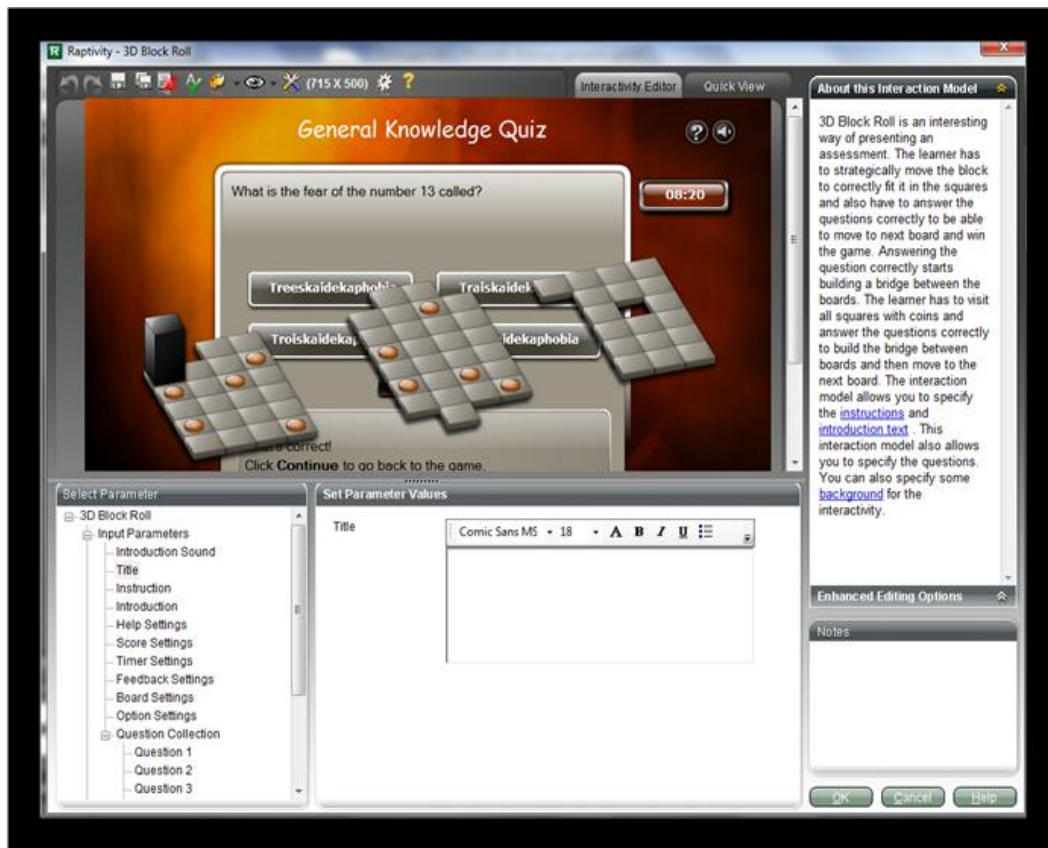 Raptivity - 3D Block Roll
(715 X 500)
Interactivity Editor
Quick View
General Knowledge Quiz
What is the fear of the number 13 called?
08:20
Treeskaidekaphobia
idekaphobia
correct!
Click Continue to go back to the game.
About this Interaction Model
3D Block Roll is an interesting
way of presenting an
assessment. The learner has
to strategically move the block
to correctly fit it in the squares
and also have to answer the
questions correctly to be able
to move to next board and win
the game. Answering the
question correctly starts
building a bridge between the
boards. The learner has to visit
all squares with coins and
answer the questions correctly
to build the bridge between
boards and then move to the
next board. The interaction
model allows you to specify
the instructions and
introduction text . This
interaction model also allows
you to specify the questions.
You can also specify some
background for the
interactivity.
Enhanced Editing Options
Notes
Select Parameter
3D Block Roll
Input Parameters
Introduction Sound
Title
Instruction
Introduction
Help Settings
Score Settings
Timer Settings
Feedback Settings
Board Settings
Option Settings
Question Collection
Question 1
Question 2
Question 3
Set Parameter Values
Title
Comic Sans MS 18 A B I U
OK Cancel Help